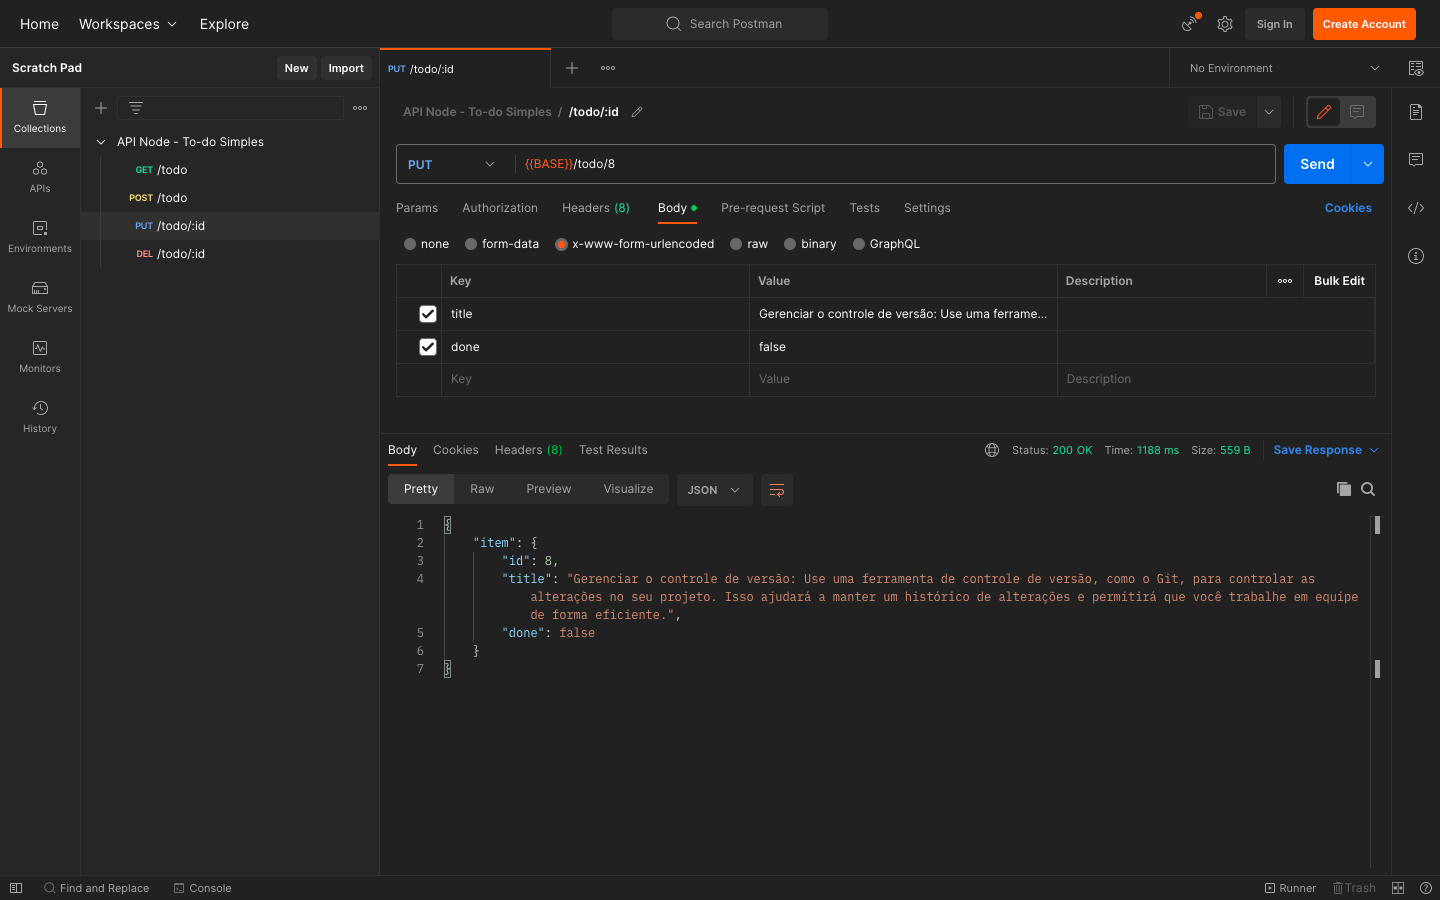 Home Workspaces Explore Search Postman Sign In Create Account
Scratch Pad New Import PUT /todo/:id No Environment
Collections
APIs
Environments
Mock Servers
Monitors
History
API Node - To-do Simples
GET /todo
POST /todo
PUT /todo/:id
DEL /todo/:id
API Node - To-do Simples / /todo/:id Save
PUT {{BASE}}/todo/8 Send
Params Authorization Headers (8) Body Pre-request Script Tests Settings Cookies
none form-data x-www-form-urlencoded raw binary GraphQL
Key Value Description Bulk Edit
title Gerenciar o controle de versão: Use uma ferrame...
done false
Key Value Description
Body Cookies Headers (8) Test Results Status: 200 OK Time: 1188 ms Size: 559 B Save Response
Pretty Raw Preview Visualize JSON
1 {
2 "item": {
3 "id": 8,
4 "title": "Gerenciar o controle de versão: Use uma ferramenta de controle de versão, como o Git, para controlar as
alterações no seu projeto. Isso ajudará a manter um histórico de alterações e permitirá que você trabalhe em equipe
de forma eficiente.",
5 "done": false
6 }
7 }
Find and Replace Console Runner Trash